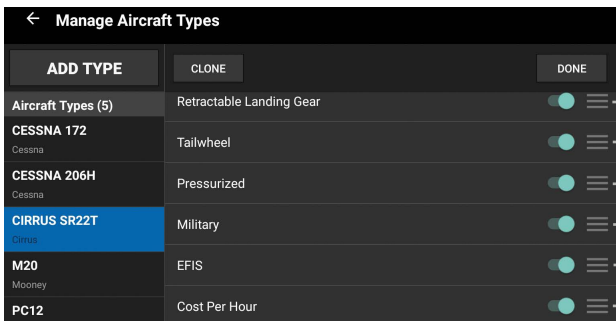 Manage Aircraft Types
ADD TYPE
CLONE
DONE
Aircraft Types (5)
CESSNA 172
Cessna
CESSNA 206H
Cessna
CIRRUS SR22T
Cirrus
M20
Mooney
PC12
Retractable Landing Gear
Tailwheel
Pressurized
Military
EFIS
Cost Per Hour